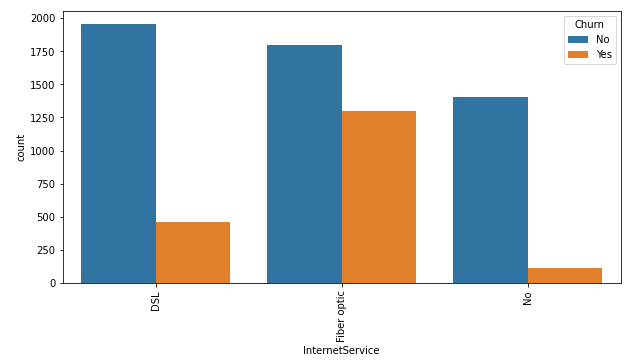 2000
1750
1500
1250
1000
750
500
250
0
count
Churn
No
Yes
DSL
Fiber optic
No
InternetService